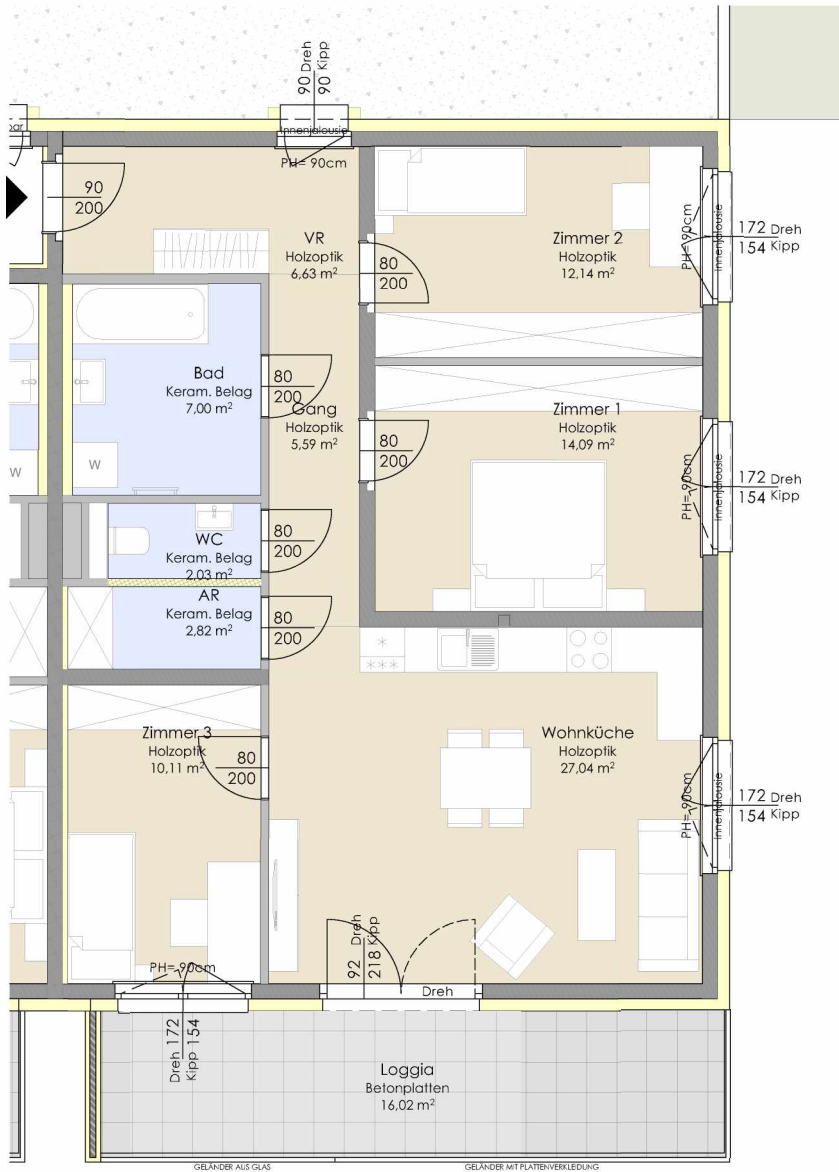 90 Dreh
90 Kipp
Innenjalousie
PH= 90cm
90
200
VR
Holzoptik
6,63 m²
80
200
Zimmer 2
Holzoptik
12,14 m²
PH= 90cm
Innenjalousie
172 Dreh
154 Kipp
Bad
Keram. Belag
7,00 m²
W
W
80
200
Gang
Holzoptik
5,59 m²
80
200
Zimmer 1
Holzoptik
14,09 m²
PH= 90cm
Innenjalousie
172 Dreh
154 Kipp
WC
Keram. Belag
2,03 m²
80
200
AR
Keram. Belag
2,82 m²
80
200
*
***
Zimmer 3
Holzoptik
10,11 m²
80
200
Wohnküche
Holzoptik
27,04 m²
PH= 90cm
Innenjalousie
172 Dreh
154 Kipp
PH= 90cm
Dreh 172
Kipp 154
92 Dreh
218 Kipp
Dreh
Loggia
Betonplatten
16,02 m²
GELÄNDER AUS GLAS
GELÄNDER MIT PLATTENVERKLEIDUNG